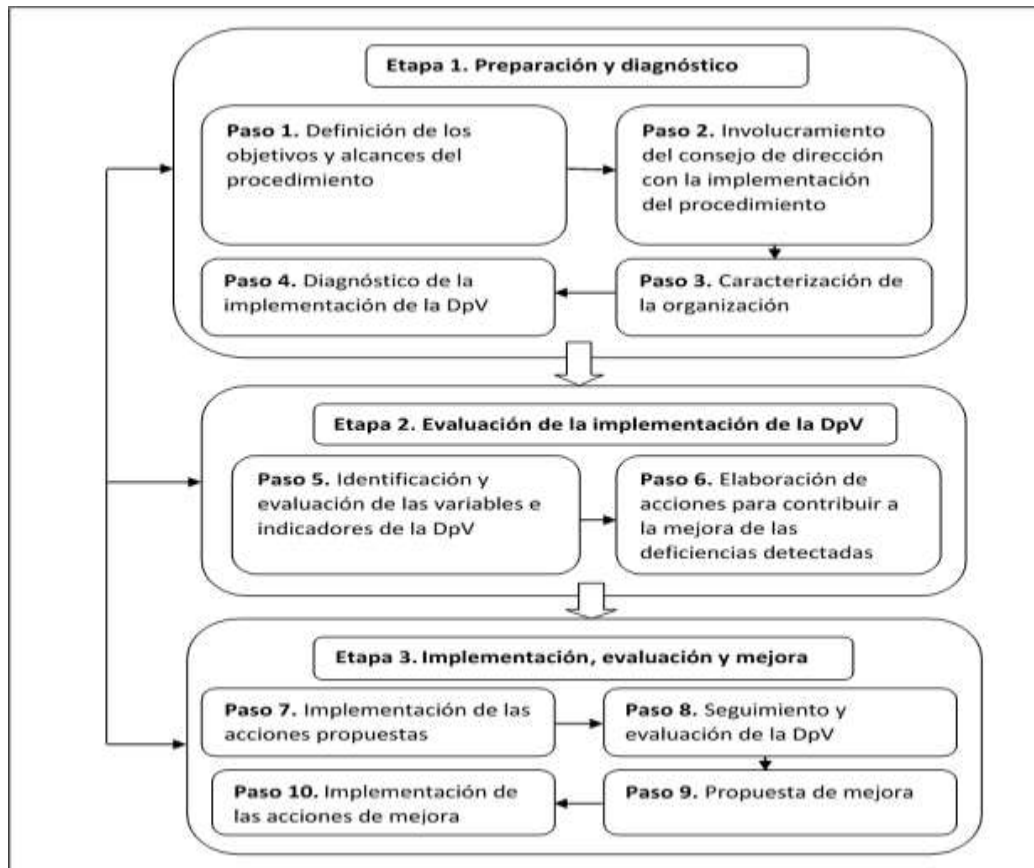 Etapa 1. Preparación y diagnóstico
Paso 1. Definición de los
objetivos y alcances del
procedimiento
Paso 2. Involucramiento
del consejo de dirección
con la implementación
del procedimiento
Paso 3. Caracterización de
la organización
Paso 4. Diagnóstico de la
implementación de la DpV
Etapa 2. Evaluación de la implementación de la DpV
Paso 5. Identificación y
evaluación de las variables e
indicadores de la DpV
Paso 6. Elaboración de
acciones para contribuir a
la mejora de las
deficiencias detectadas
Etapa 3. Implementación, evaluación y mejora
Paso 7. Implementación de las
acciones propuestas
Paso 8. Seguimiento y
evaluación de la DpV
Paso 9. Propuesta de mejora
Paso 10. Implementación de
las acciones de mejora